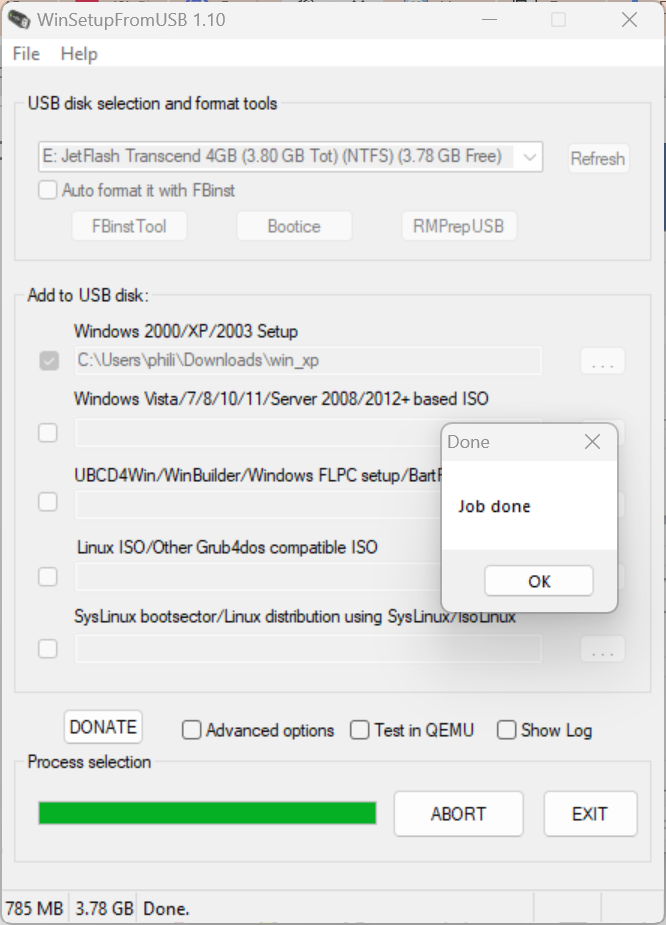 WinSetupFromUSB 1.10
File Help
USB disk selection and format tools
E: JetFlash Transcend 4GB (3.80 GB Tot) (NTFS) (3.78 GB Free)
Refresh
Auto format it with FBinst
FBinstTool Bootice RMPrepUSB
Add to USB disk:
Windows 2000/XP/2003 Setup
C:\Users\phili\Downloads\win_xp
...
Windows Vista/7/8/10/11/Server 2008/2012+ based ISO
UBCD4Win/WinBuilder/Windows FLPC setup/Bart
Linux ISO/Other Grub4dos compatible ISO
SysLinux bootsector/Linux distribution using SysLinux/IsoLinux
...
Done
Job done
OK
DONATE Advanced options Test in QEMU Show Log
Process selection
ABORT EXIT
785 MB 3.78 GB Done.